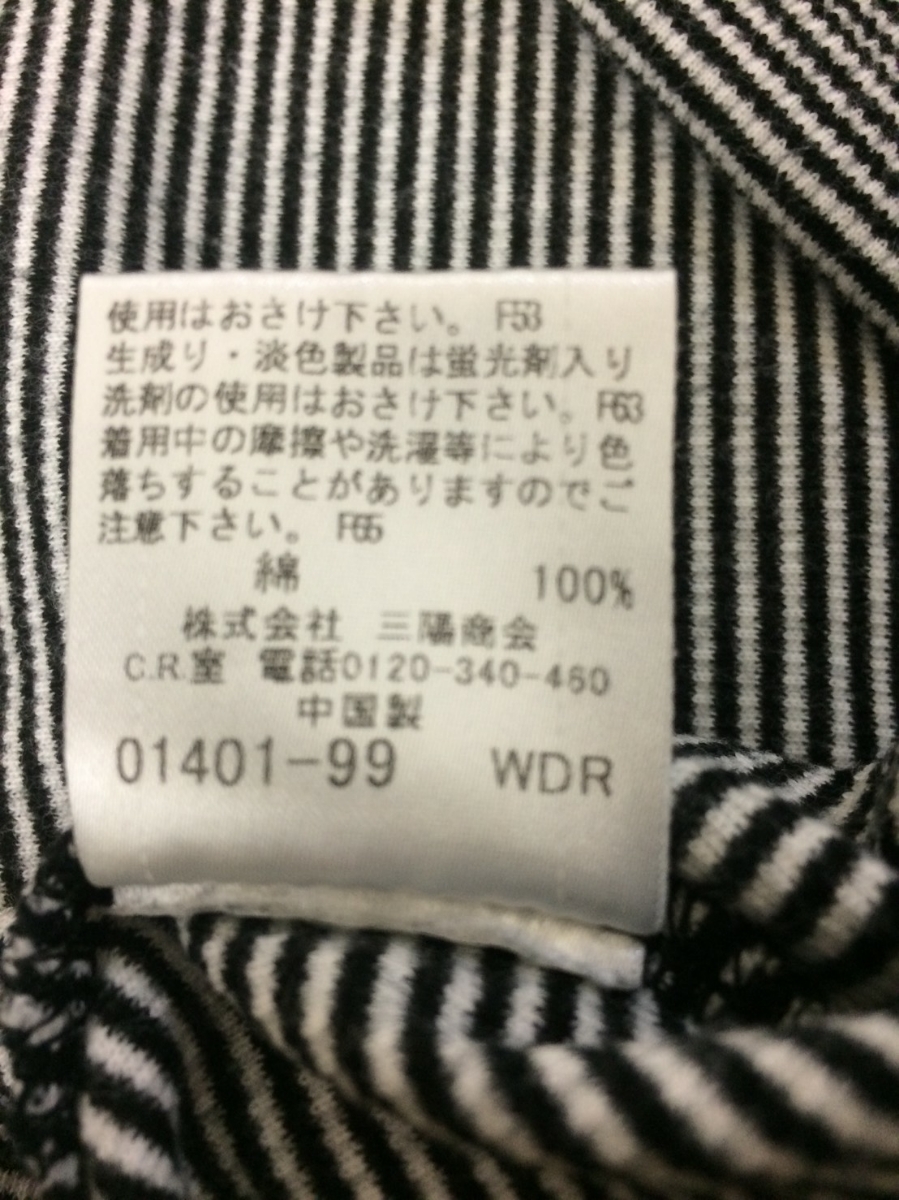 使用はおさけ下さい。 F53
生成り・淡色製品は蛍光剤入り
洗剤の使用はおさけ下さい。 F63
着用中の摩擦や洗濯等により色
落ちすることがありますのでご
注意下さい。 F65
綿 100%
株式会社 三陽商会
C.R.室 電話0120-340-460
中国製
01401-99 WDR